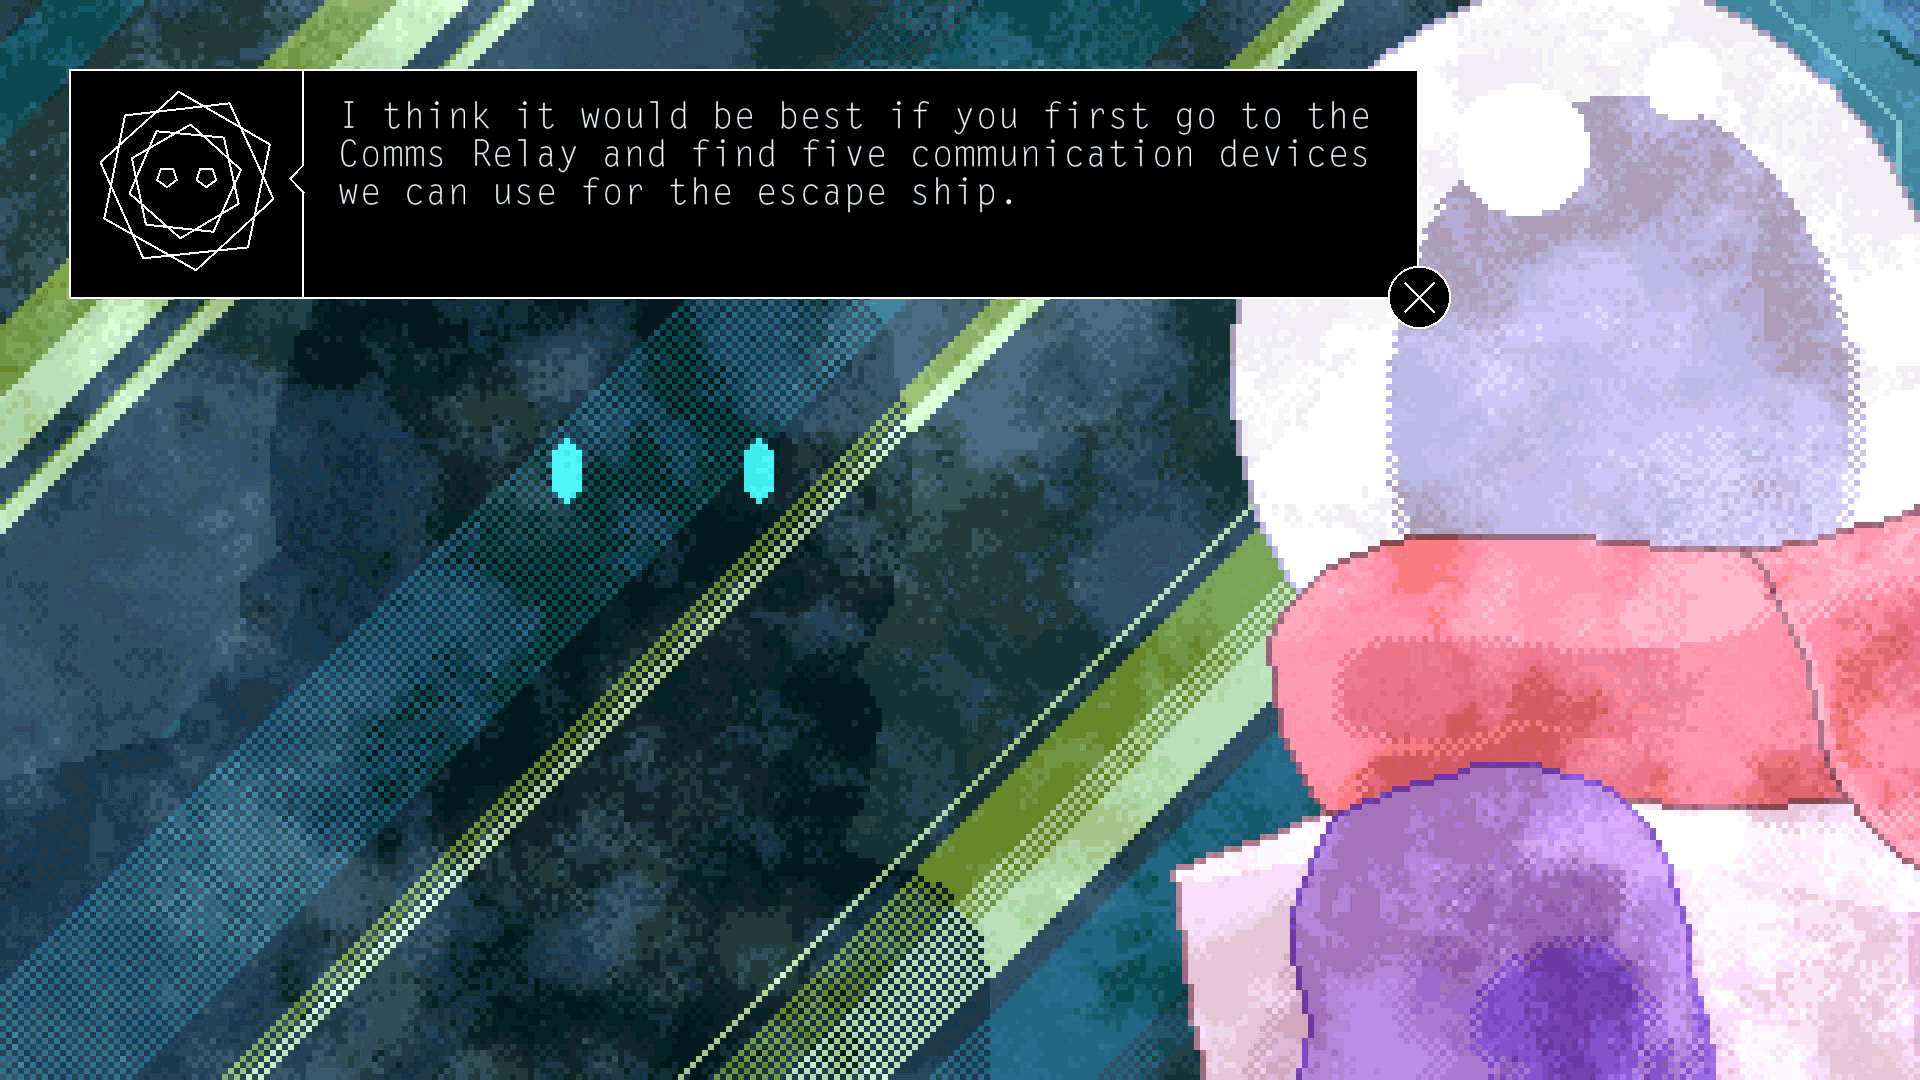 I think it would be best if you first go to the
Comms Relay and find five communication devices
we can use for the escape ship.